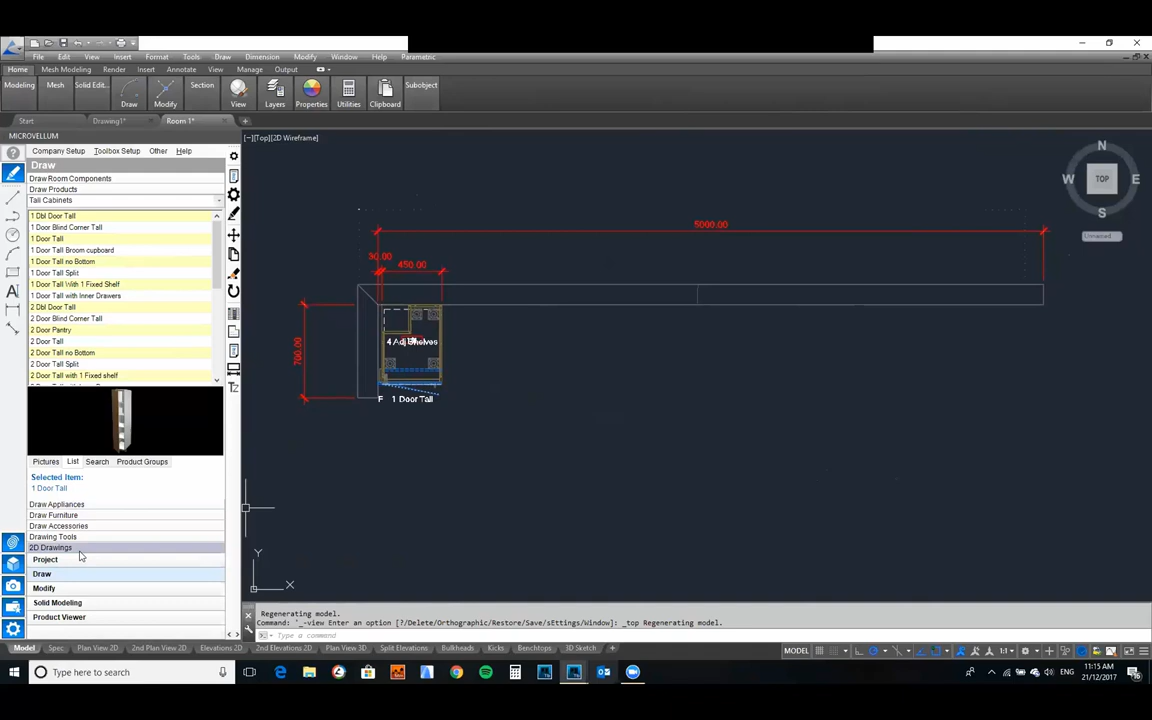 File Edit View Insert Format Tools Draw Dimension Modify Window Help Parametric
Home Mesh Modeling Render Insert Annotate View Manage Output
Modeling Mesh Solid Edit... Draw Modify Section View Layers Properties Utilities Clipboard Subobject
Start Drawing1* Room 1*
MICROVELLUM
Company Setup Toolbox Setup Other Help
Draw
Draw Room Components
Draw Products
Tall Cabinets
1 Dbl Door Tall
1 Door Blind Corner Tall
1 Door Tall
1 Door Tall Broom cupboard
1 Door Tall no Bottom
1 Door Tall Split
1 Door Tall With 1 Fixed Shelf
1 Door Tall with Inner Drawers
2 Dbl Door Tall
2 Door Blind Corner Tall
2 Door Pantry
2 Door Tall
2 Door Tall no Bottom
2 Door Tall Split
2 Door Tall with 1 Fixed shelf
Pictures List Search Product Groups
Selected Item:
1 Door Tall
Draw Appliances
Draw Furniture
Draw Accessories
Drawing Tools
2D Drawings
Project
Draw
Modify
Solid Modeling
Product Viewer
[−][Top][2D Wireframe]
N
W TOP E
S
Unnamed
5000.00
450.00
700.00
4 Adj Shelves
F 1 Door Tall
Y
X
Regenerating model.
Command: '_-view Enter an option [?/Delete/Orthographic/Restore/Save/sEttings/Window]: _top Regenerating model.
Type a command
Model Spec Plan View 2D 2nd Plan View 2D Elevations 2D 2nd Elevations 2D Plan View 3D Split Elevations Bulkheads Kicks Benchtops 3D Sketch
MODEL 1:1
Type here to search
ENG 11:15 AM
21/12/2017